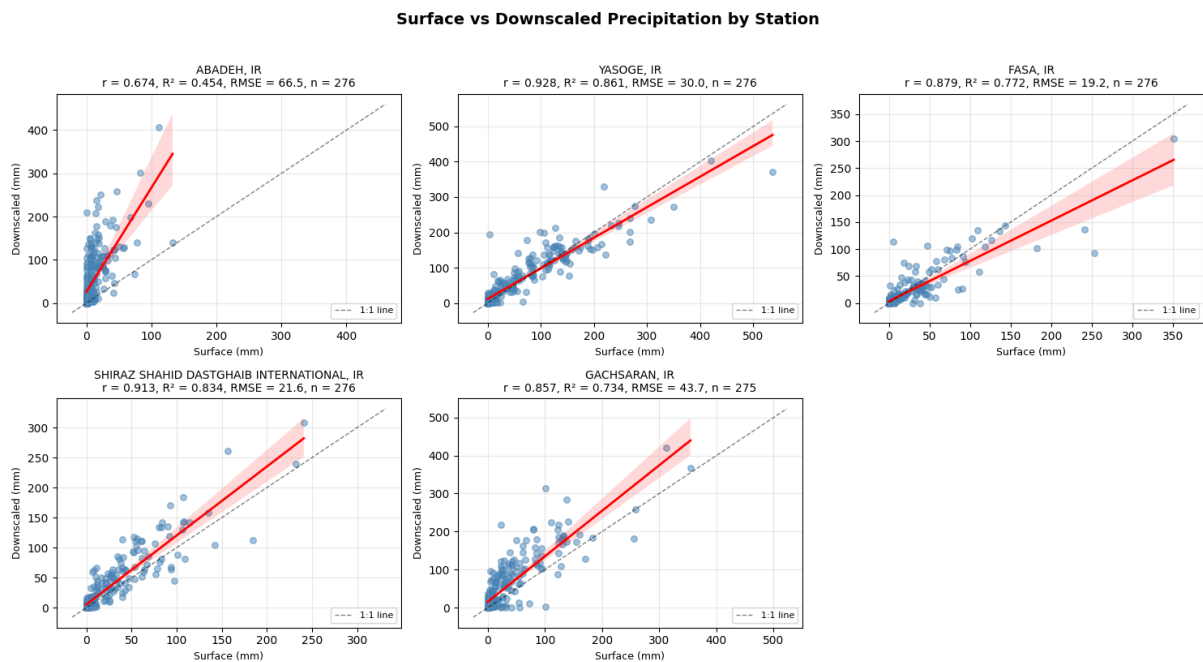 Surface vs Downscaled Precipitation by Station
ABADEH, IR
r = 0.674, R² = 0.454, RMSE = 66.5, n = 276
Downscaled (mm)
400
300
200
100
0
0 100 200 300 400
Surface (mm)
1:1 line
YASOGE, IR
r = 0.928, R² = 0.861, RMSE = 30.0, n = 276
Downscaled (mm)
500
400
300
200
100
0
0 100 200 300 400 500
Surface (mm)
1:1 line
FASA, IR
r = 0.879, R² = 0.772, RMSE = 19.2, n = 276
Downscaled (mm)
350
300
250
200
150
100
50
0
0 50 100 150 200 250 300 350
Surface (mm)
1:1 line
SHIRAZ SHAHID DASTGHAIB INTERNATIONAL, IR
r = 0.913, R² = 0.834, RMSE = 21.6, n = 276
Downscaled (mm)
300
250
200
150
100
50
0
0 50 100 150 200 250 300
Surface (mm)
1:1 line
GACHSARAN, IR
r = 0.857, R² = 0.734, RMSE = 43.7, n = 275
Downscaled (mm)
500
400
300
200
100
0
0 100 200 300 400 500
Surface (mm)
1:1 line